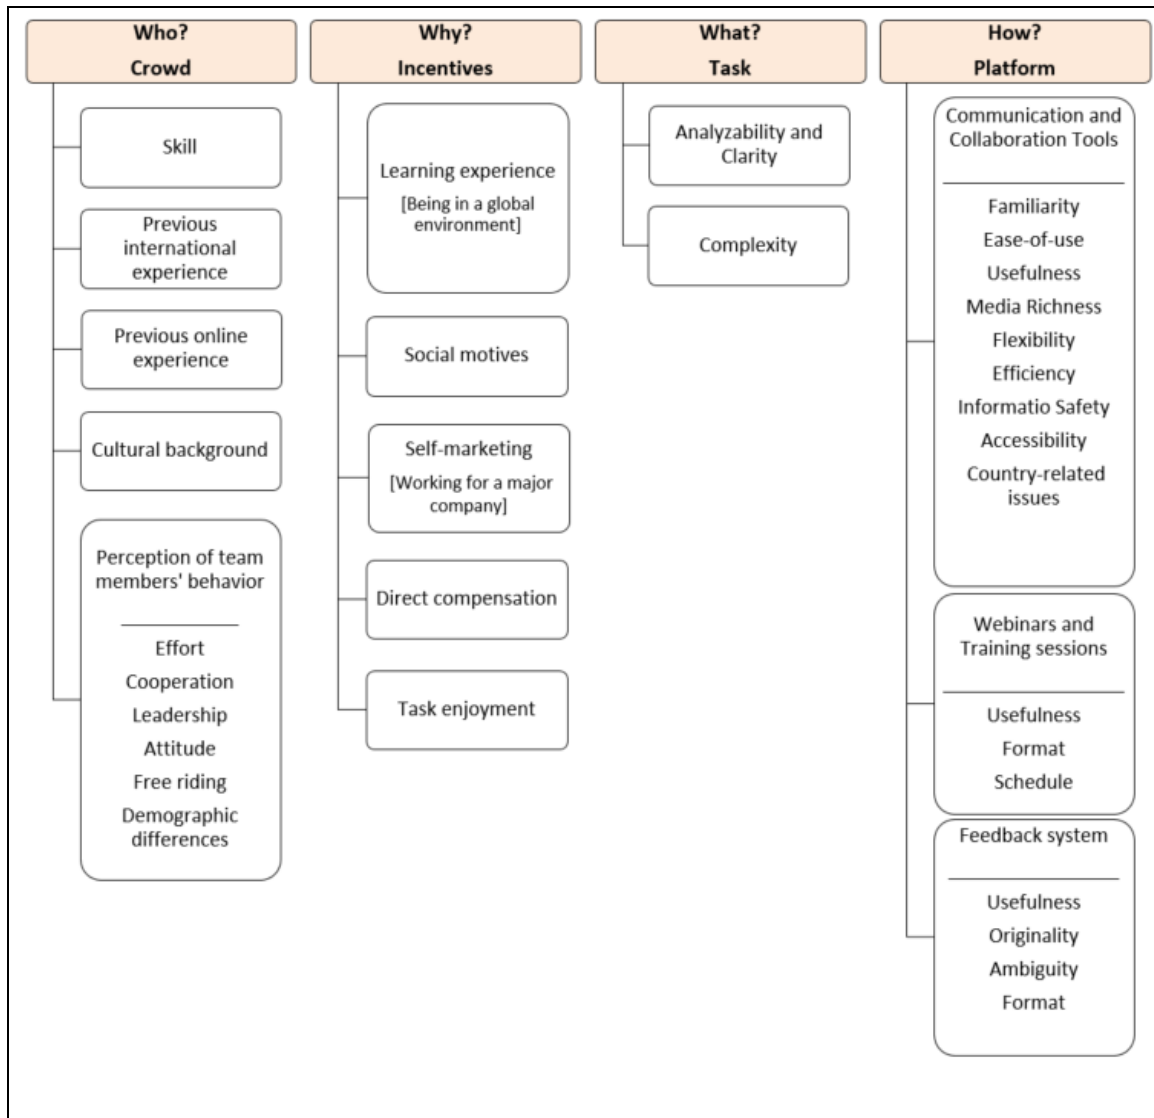 Who?
Crowd
Skill
Previous
international
experience
Previous online
experience
Cultural background
Perception of team
members' behavior
Effort
Cooperation
Leadership
Attitude
Free riding
Demographic
differences
Why?
Incentives
Learning experience
[Being in a global
environment]
Social motives
Self-marketing
[Working for a major
company]
Direct compensation
Task enjoyment
What?
Task
Analyzability and
Clarity
Complexity
How?
Platform
Communication and
Collaboration Tools
Familiarity
Ease-of-use
Usefulness
Media Richness
Flexibility
Efficiency
Informatio Safety
Accessibility
Country-related
issues
Webinars and
Training sessions
Usefulness
Format
Schedule
Feedback system
Usefulness
Originality
Ambiguity
Format